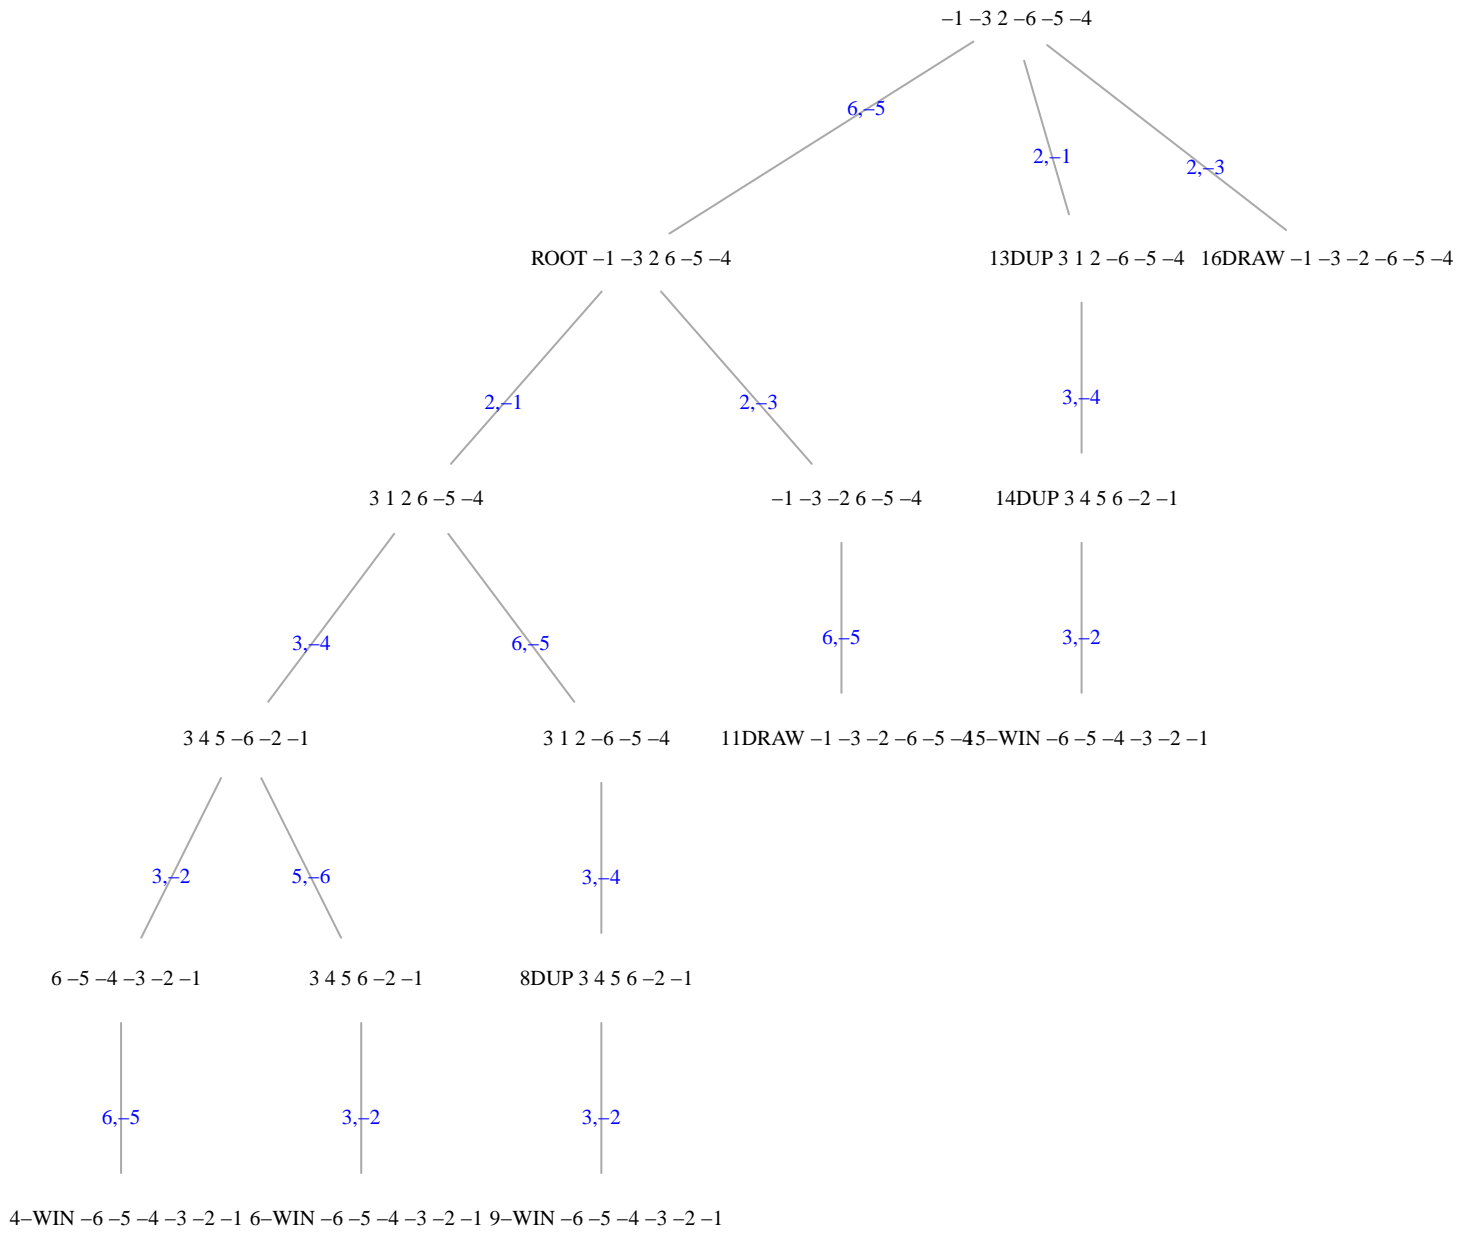 –1 –3 2 –6 –5 –4
6,–5
2,–1
2,–3
ROOT –1 –3 2 6 –5 –4
13DUP 3 1 2 –6 –5 –4
16DRAW –1 –3 –2 –6 –5 –4
2,–1
2,–3
3,–4
3 1 2 6 –5 –4
–1 –3 –2 6 –5 –4
14DUP 3 4 5 6 –2 –1
3,–4
6,–5
6,–5
3,–2
3 4 5 –6 –2 –1
3 1 2 –6 –5 –4
11DRAW –1 –3 –2 –6 –5 –4
15–WIN –6 –5 –4 –3 –2 –1
3,–2
5,–6
3,–4
6 –5 –4 –3 –2 –1
3 4 5 6 –2 –1
8DUP 3 4 5 6 –2 –1
6,–5
3,–2
3,–2
4–WIN –6 –5 –4 –3 –2 –1
6–WIN –6 –5 –4 –3 –2 –1
9–WIN –6 –5 –4 –3 –2 –1